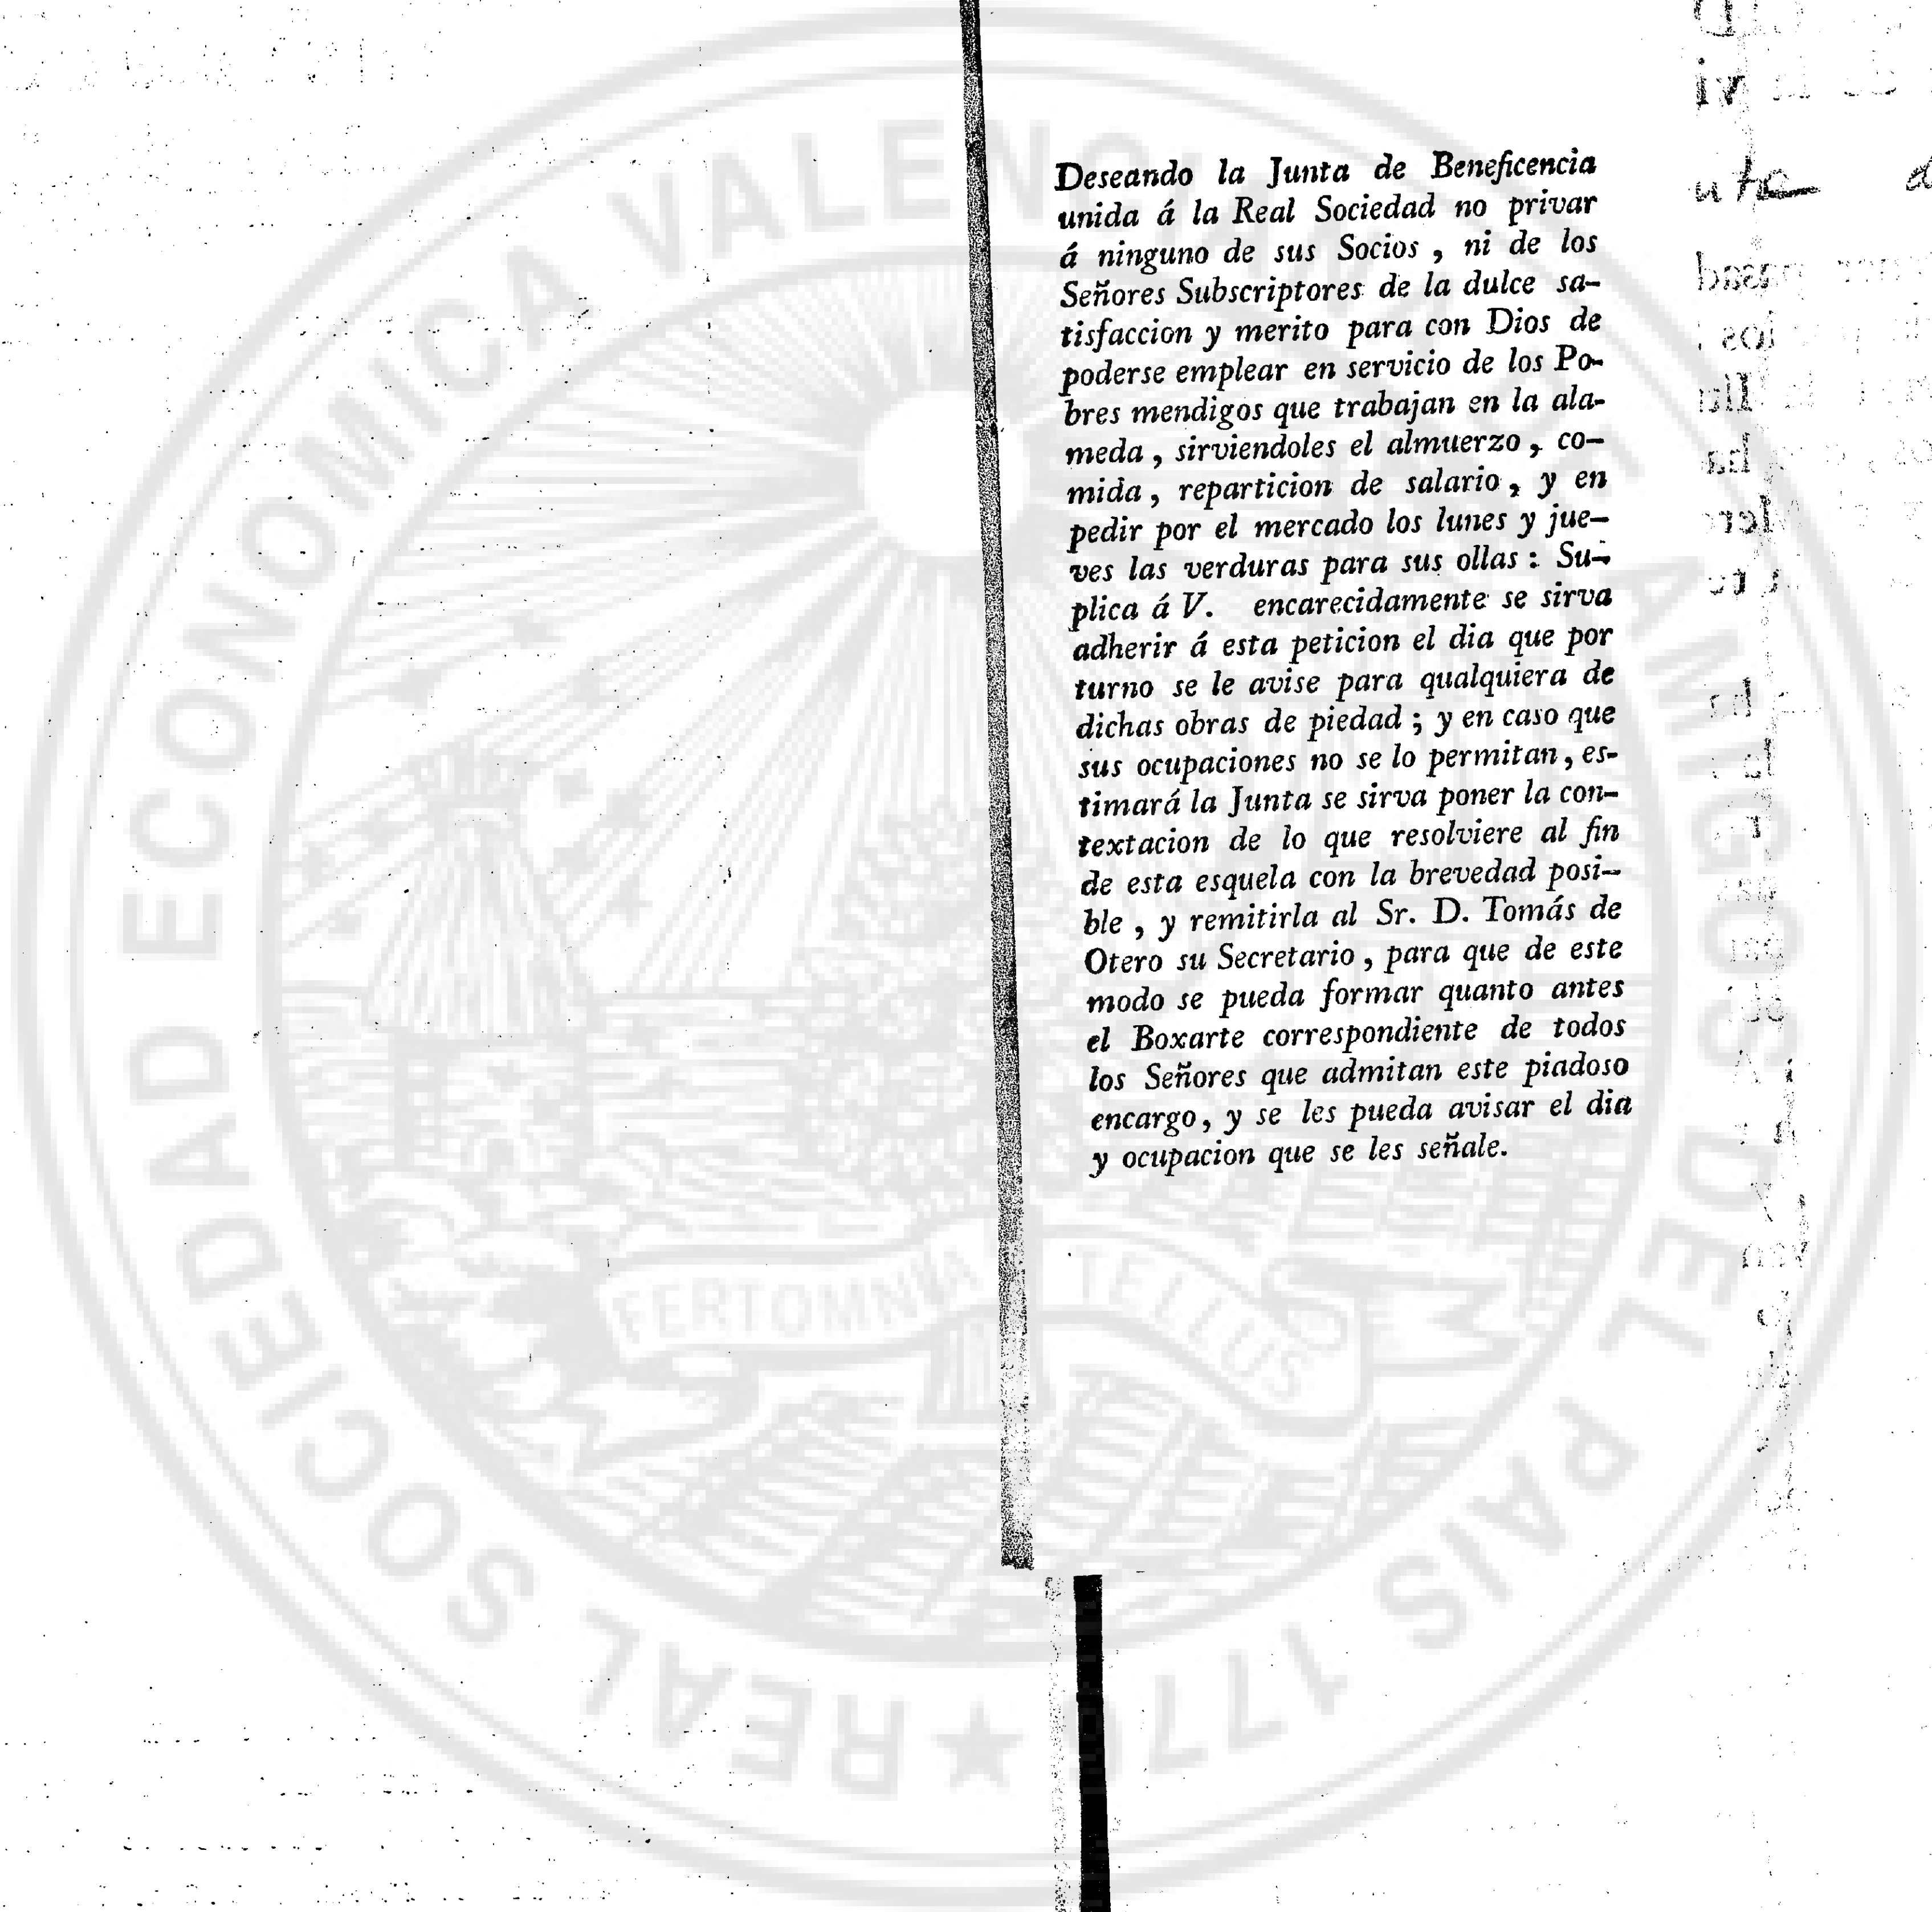 Deseando la Junta de Beneficencia
unida á la Real Sociedad no privar
á ninguno de sus Socios , ni de los
Señores Subscriptores de la dulce sa-
tisfaccion y merito para con Dios de
poderse emplear en servicio de los Po-
bres mendigos que trabajan en la ala-
meda , sirviendoles el almuerzo , co-
mida , reparticion de salario , y en
pedir por el mercado los lunes y jue-
ves las verduras para sus ollas : Su-
plica á V. encarecidamente se sirva
adherir á esta peticion el dia que por
turno se le avise para qualquiera de
dichas obras de piedad ; y en caso que
sus ocupaciones no se lo permitan , es-
timará la Junta se sirva poner la con-
textacion de lo que resolviere al fin
de esta esquela con la brevedad posi-
ble , y remitirla al Sr. D. Tomás de
Otero su Secretario , para que de este
modo se pueda formar quanto antes
el Boxarte correspondiente de todos
los Señores que admitan este piadoso
encargo, y se les pueda avisar el dia
y ocupacion que se les señale.
REAL SOCIEDAD ECONOMICA VALENCIANA AMIGOS DEL PAIS 177
FERT OMNIA TELLUS